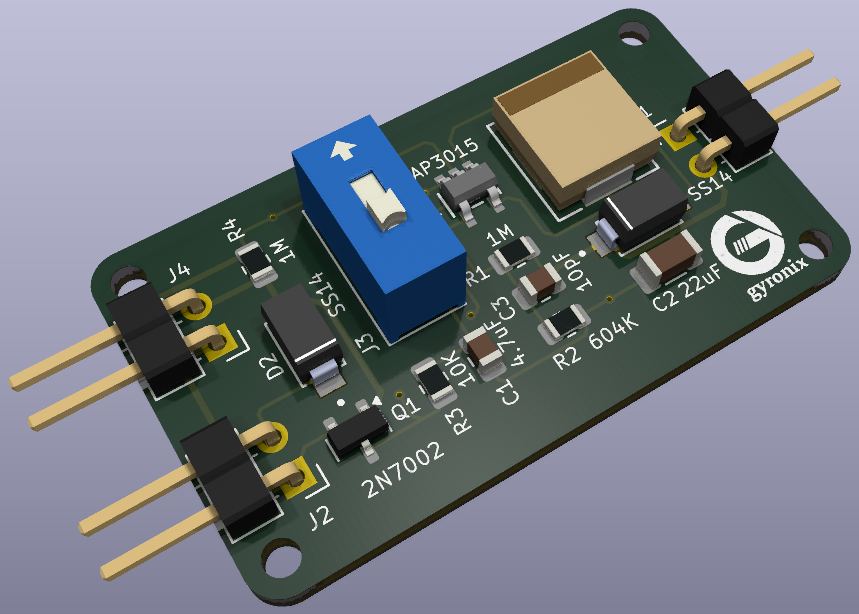 AP3015
1
SS14
R4
1M
J4
SS14
J3
D2
R1
1M
10PF
C3
C2 22uF
gyronix
R2 604K
4.7uF
C1
10K
R3
Q1
2N7002
J2